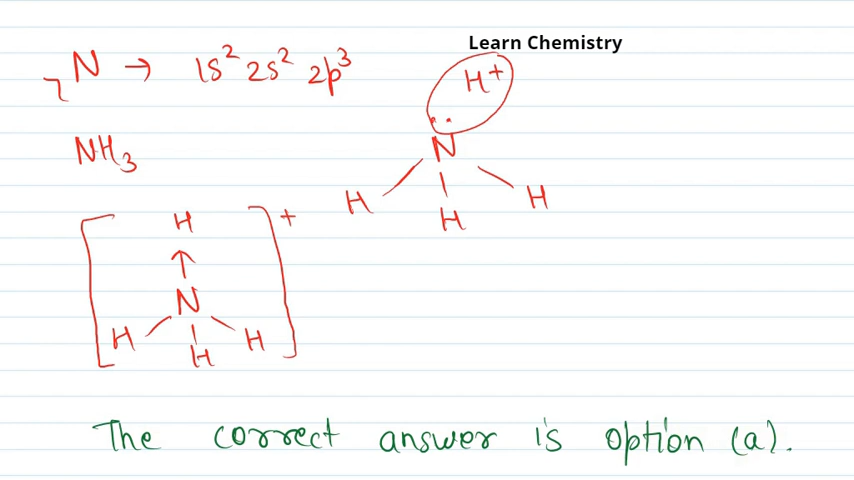 Learn Chemistry
₇N → 1s² 2s² 2p³
H⁺
NH₃
N
H H
H
H +
N
H H
H
The correct answer is option (a).